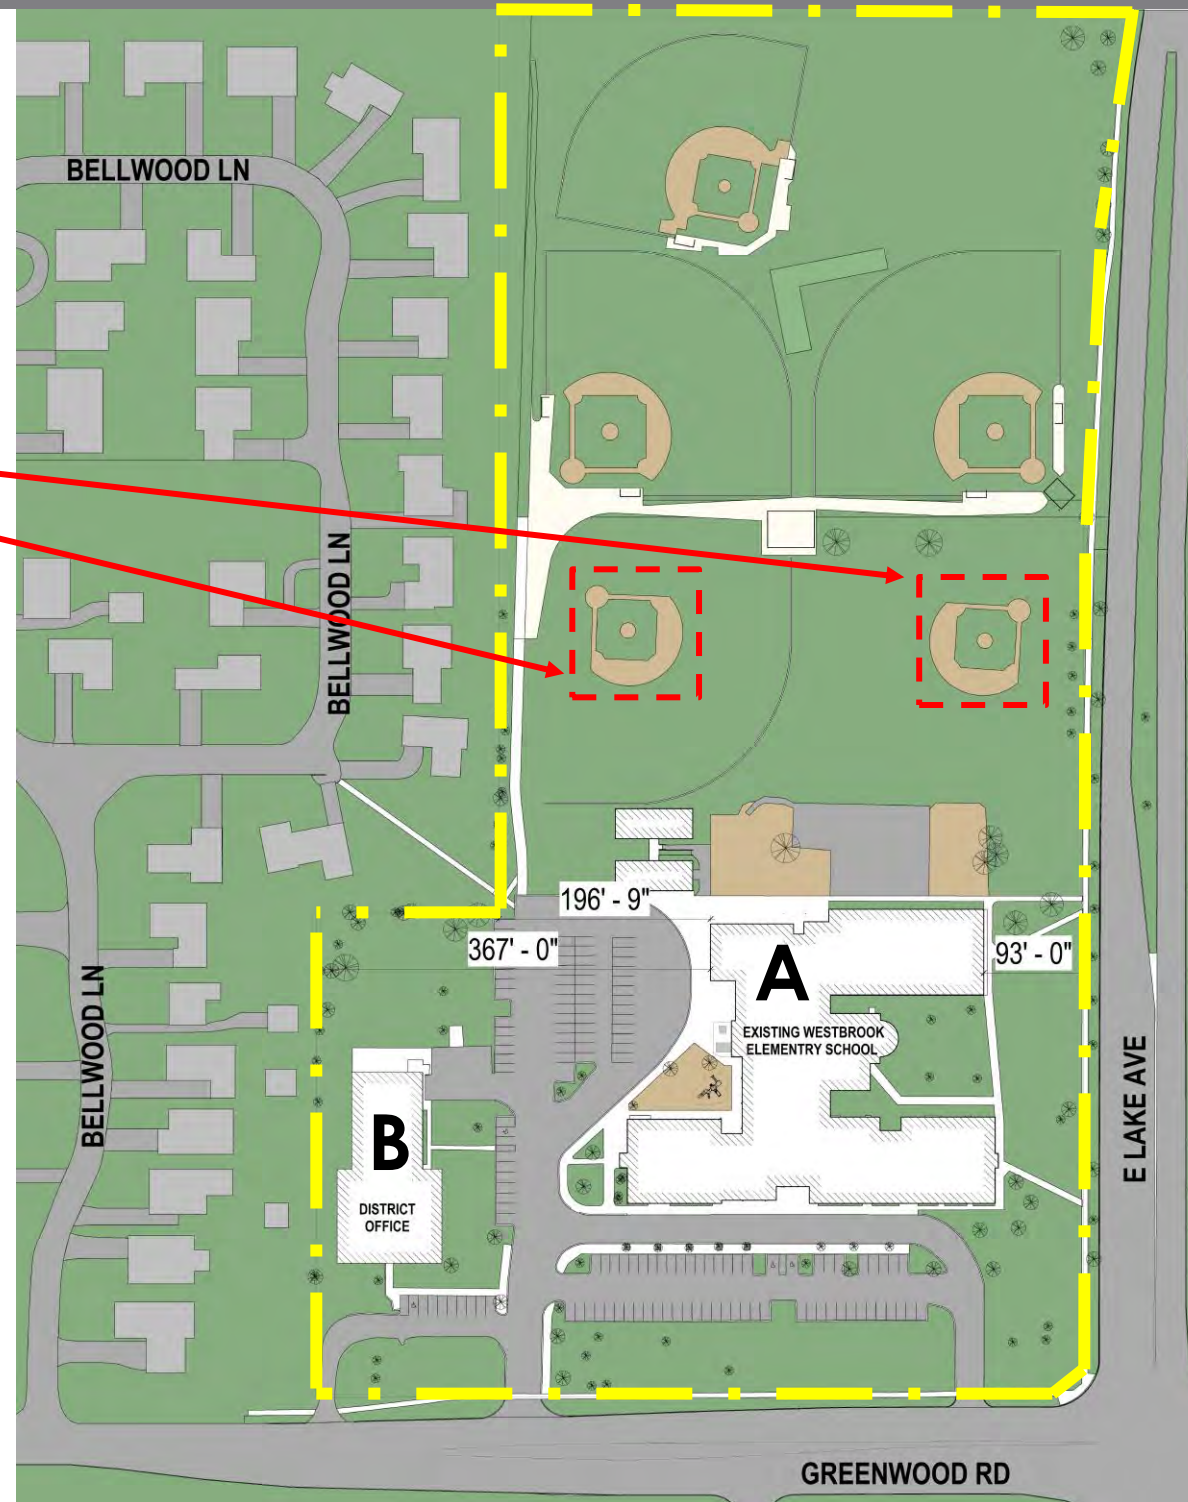 BELLWOOD LN
BELLWOOD LN
196' - 9"
367' - 0"
93' - 0"
A
EXISTING WESTBROOK
ELEMENTRY SCHOOL
BELLWOOD LN
E LAKE AVE
B
DISTRICT
OFFICE
GREENWOOD RD